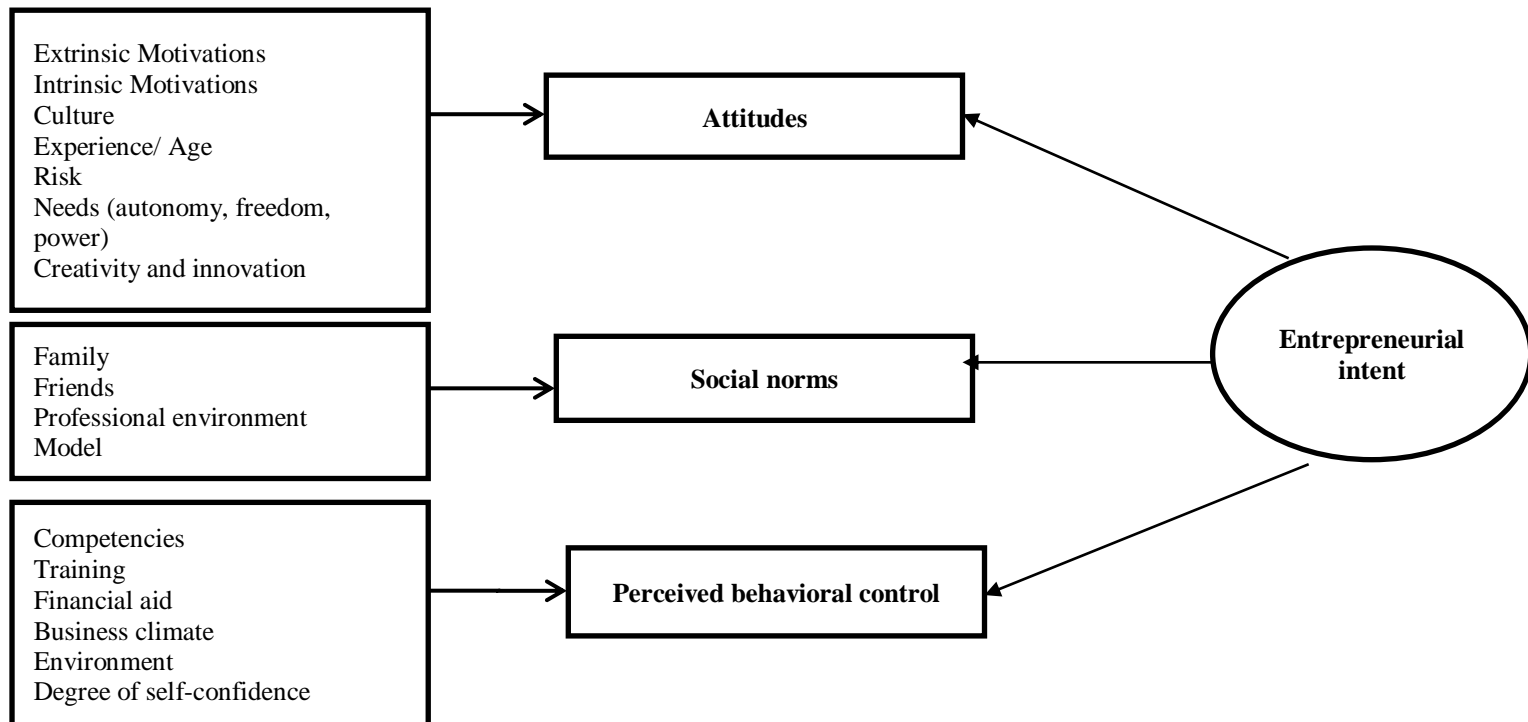 Extrinsic Motivations
Intrinsic Motivations
Culture
Experience/ Age
Risk
Needs (autonomy, freedom,
power)
Creativity and innovation
Attitudes
Family
Friends
Professional environment
Model
Social norms
Entrepreneurial
intent
Competencies
Training
Financial aid
Business climate
Environment
Degree of self-confidence
Perceived behavioral control